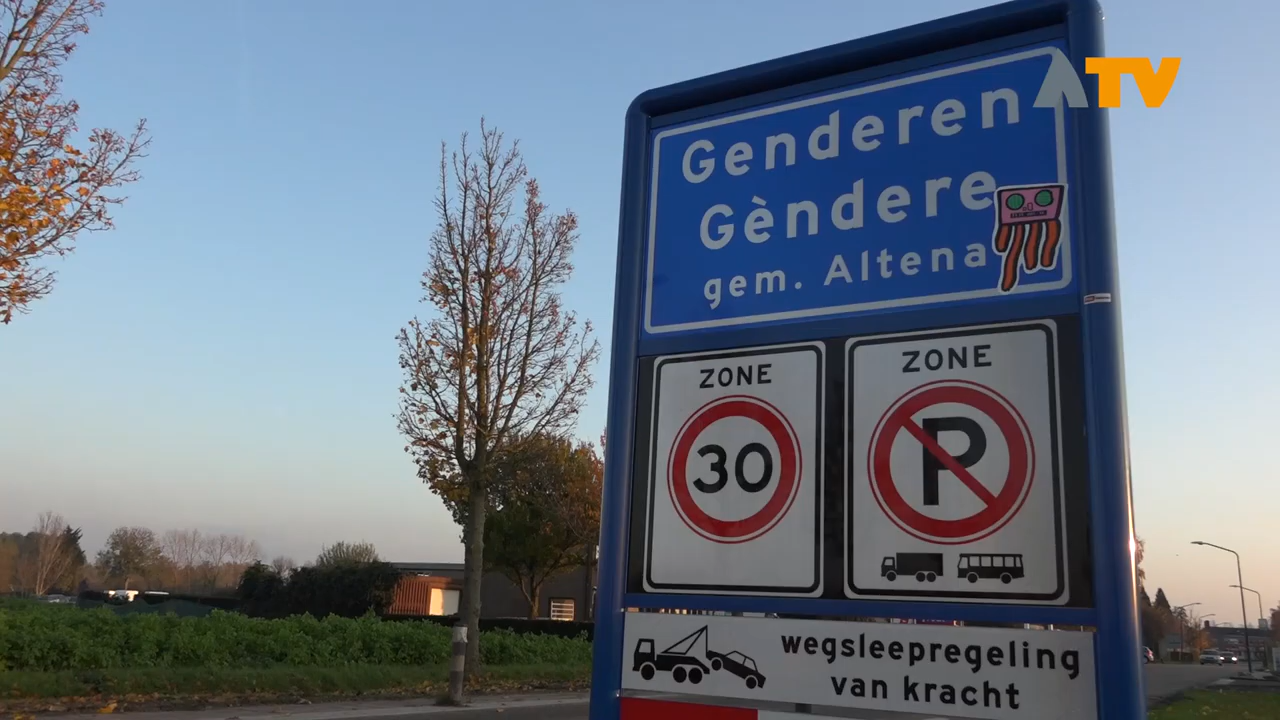 ATV
Genderen
Gèndere
gem. Altena
ZONE
30
ZONE
P
wegsleepregeling
van kracht